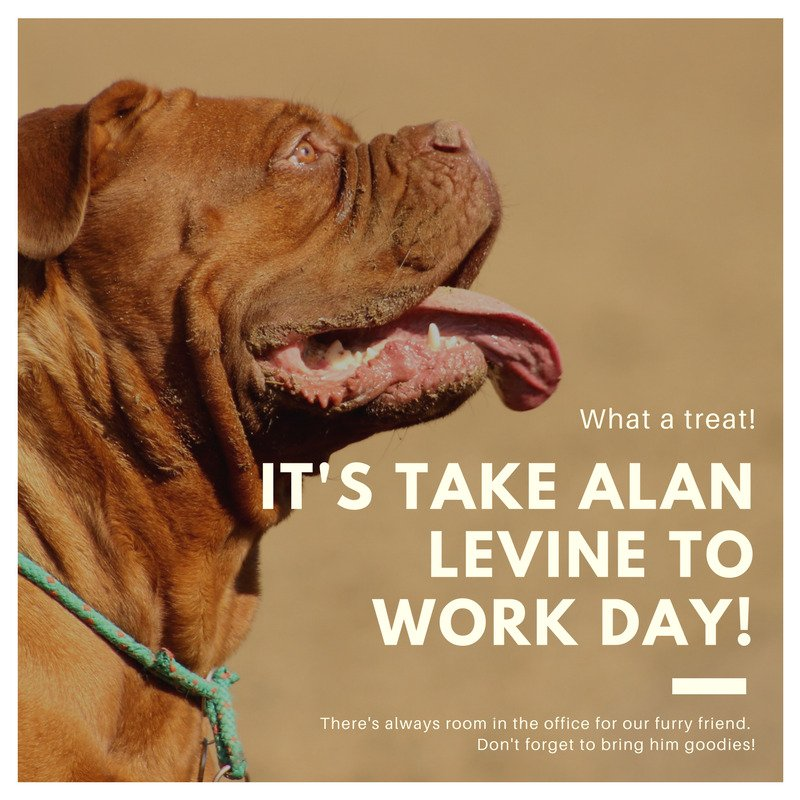 What a treat!
IT'S TAKE ALAN
LEVINE TO
WORK DAY!
There's always room in the office for our furry friend.
Don't forget to bring him goodies!